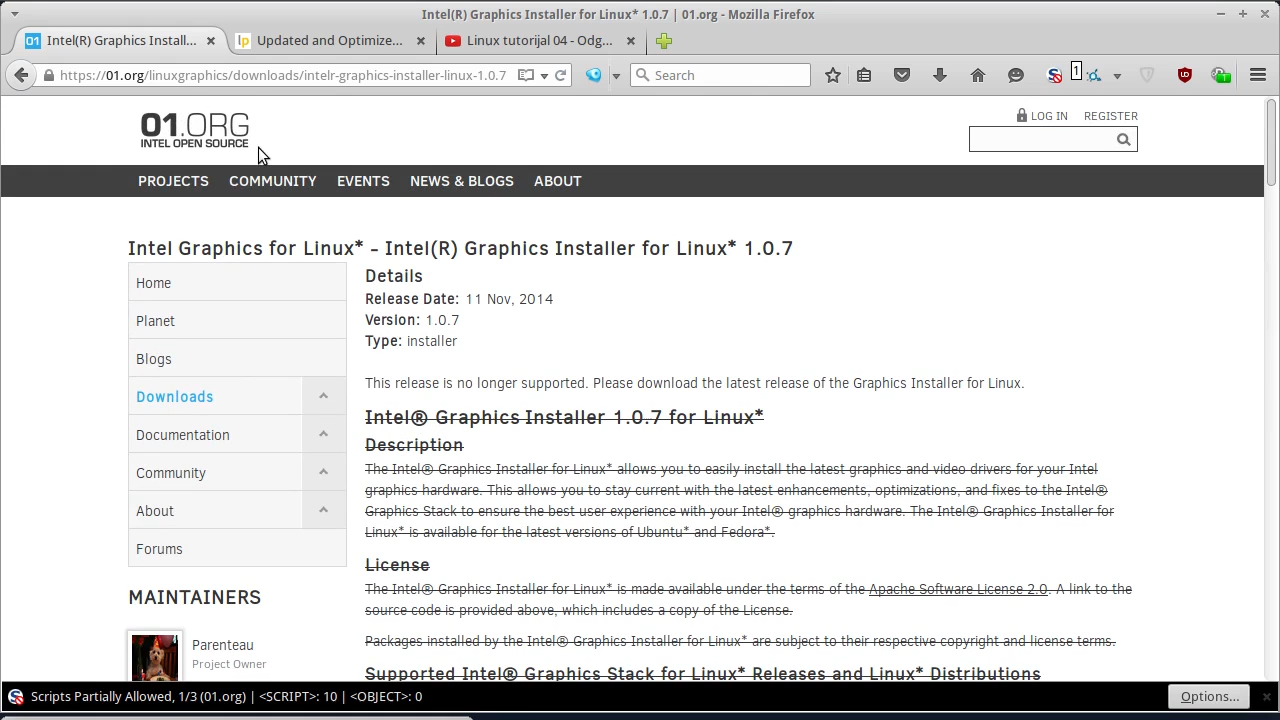 Intel(R) Graphics Installer for Linux* 1.0.7 | 01.org - Mozilla Firefox
01 Intel(R) Graphics Install...
lp Updated and Optimize...
Linux tutorijal 04 - Odg...
https://01.org/linuxgraphics/downloads/intelr-graphics-installer-linux-1.0.7
Search
1
01.ORG
INTEL OPEN SOURCE
LOG IN REGISTER
PROJECTS COMMUNITY EVENTS NEWS & BLOGS ABOUT
Intel Graphics for Linux* - Intel(R) Graphics Installer for Linux* 1.0.7
Home
Planet
Blogs
Downloads
Documentation
Community
About
Forums
MAINTAINERS
Parenteau
Project Owner
Details
Release Date: 11 Nov, 2014
Version: 1.0.7
Type: installer
This release is no longer supported. Please download the latest release of the Graphics Installer for Linux.
Intel® Graphics Installer 1.0.7 for Linux*
Description
The Intel® Graphics Installer for Linux* allows you to easily install the latest graphics and video drivers for your Intel
graphics hardware. This allows you to stay current with the latest enhancements, optimizations, and fixes to the Intel®
Graphics Stack to ensure the best user experience with your Intel® graphics hardware. The Intel® Graphics Installer for
Linux* is available for the latest versions of Ubuntu* and Fedora*.
License
The Intel® Graphics Installer for Linux* is made available under the terms of the Apache Software License 2.0. A link to the
source code is provided above, which includes a copy of the License.
Packages installed by the Intel® Graphics Installer for Linux* are subject to their respective copyright and license terms.
Supported Intel® Graphics Stack for Linux* Releases and Linux* Distributions
Scripts Partially Allowed, 1/3 (01.org) | <SCRIPT>: 10 | <OBJECT>: 0
Options...